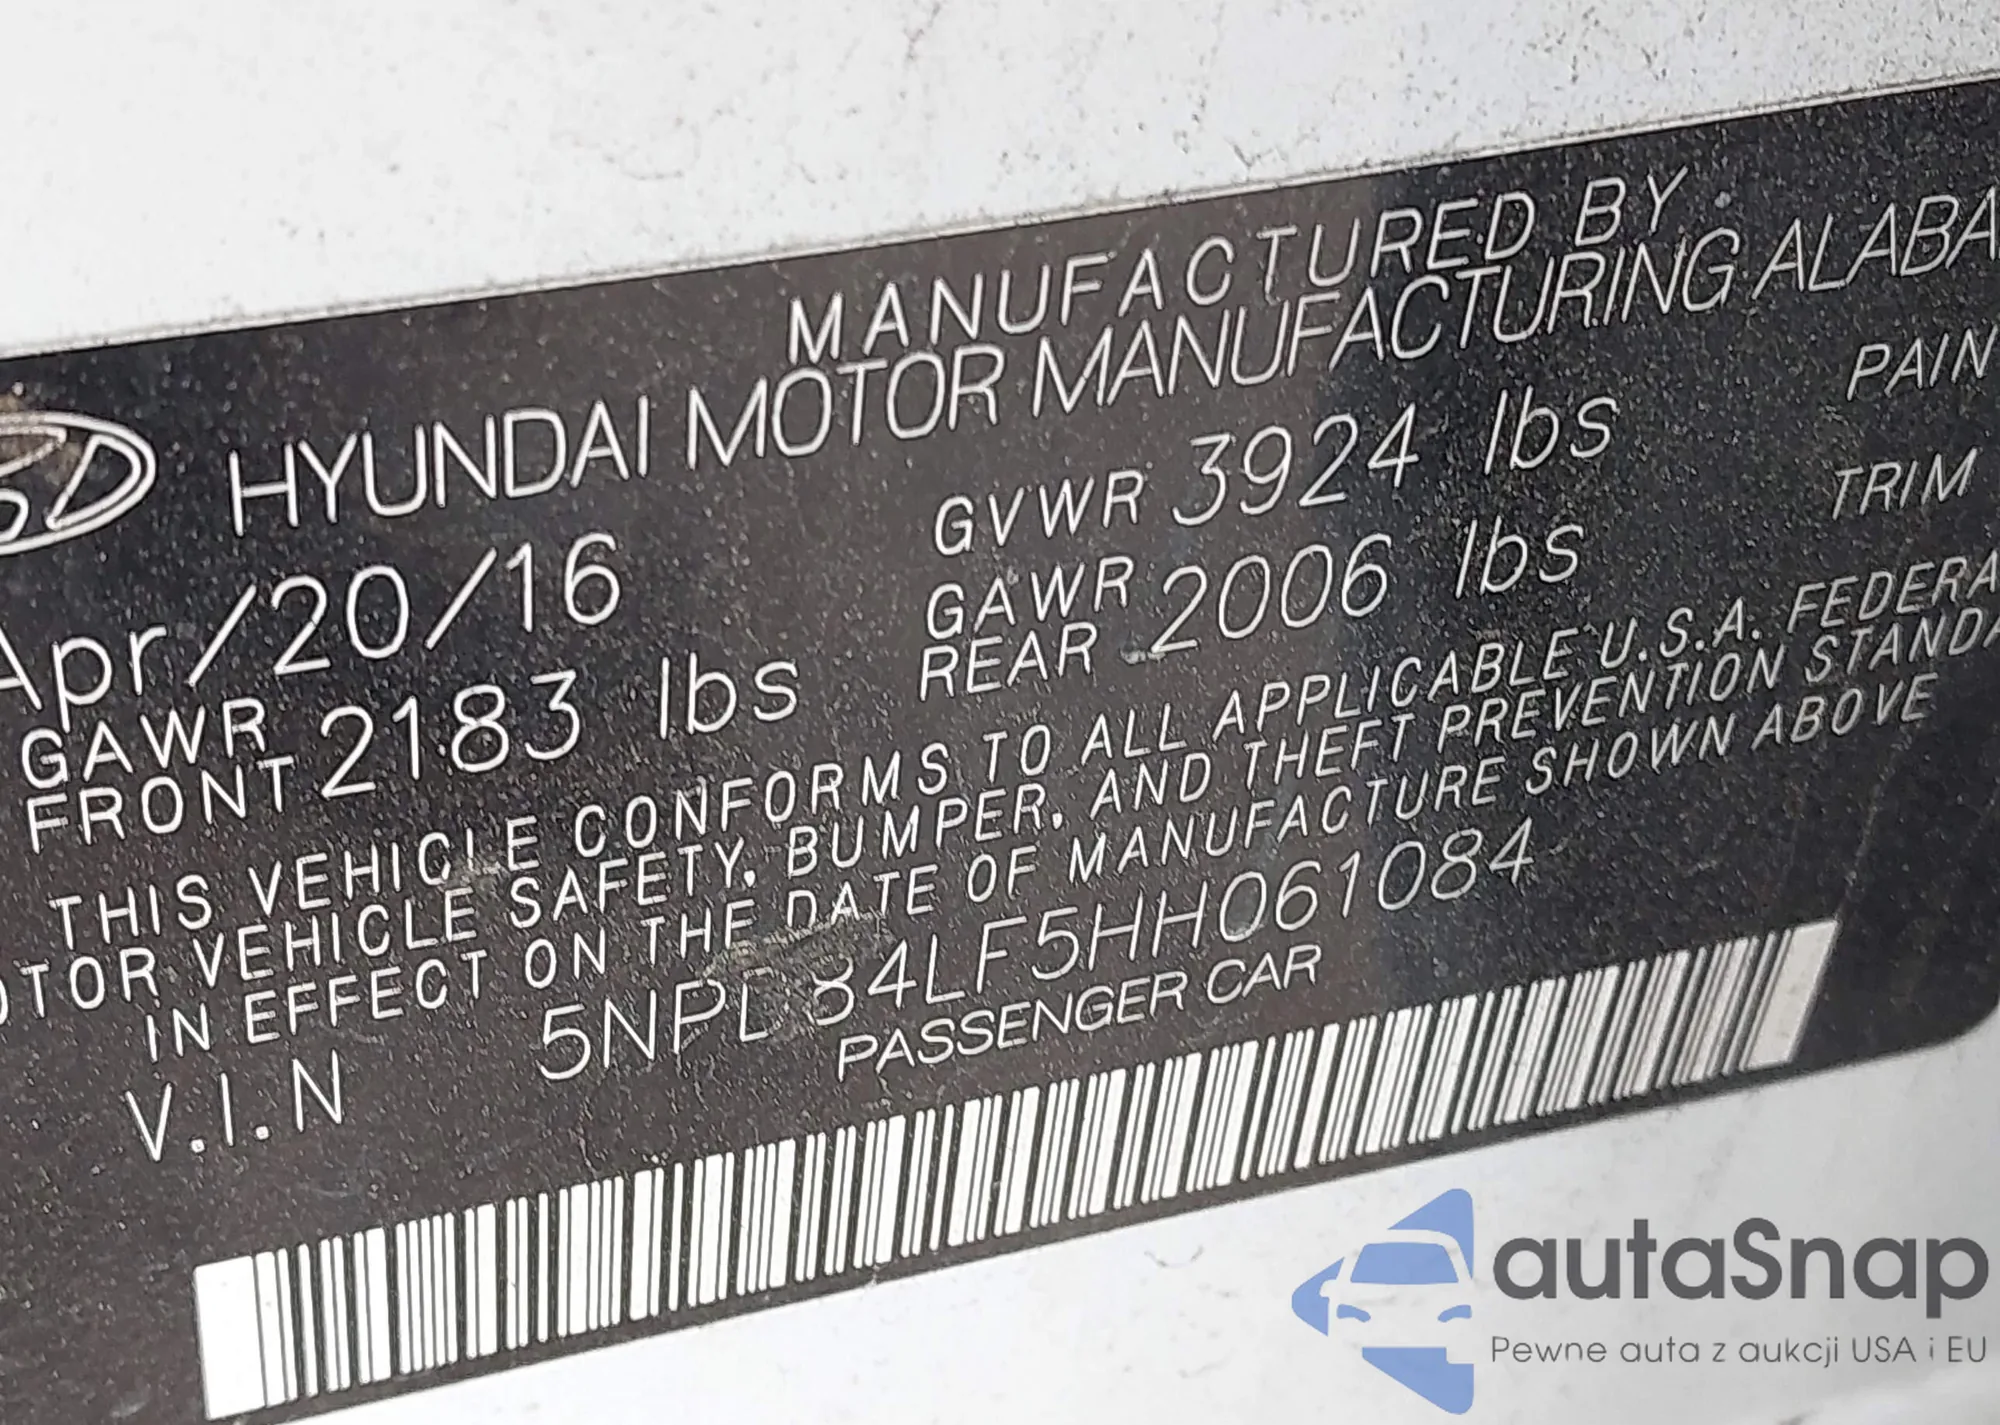 MANUFACTURED BY
HYUNDAI MOTOR MANUFACTURING ALABA
Apr/20/16
GVWR 3924 lbs
PAIN
GAWR
FRONT 2183 lbs
GAWR
REAR 2006 lbs
TRIM
THIS VEHICLE CONFORMS TO ALL APPLICABLE U.S.A. FEDERA
OTOR VEHICLE SAFETY, BUMPER, AND THEFT PREVENTION STANDA
IN EFFECT ON THE DATE OF MANUFACTURE SHOWN ABOVE
V.I.N 5NPD84LF5HH061084
PASSENGER CAR
autaSnap
Pewne auta z aukcji USA i EU